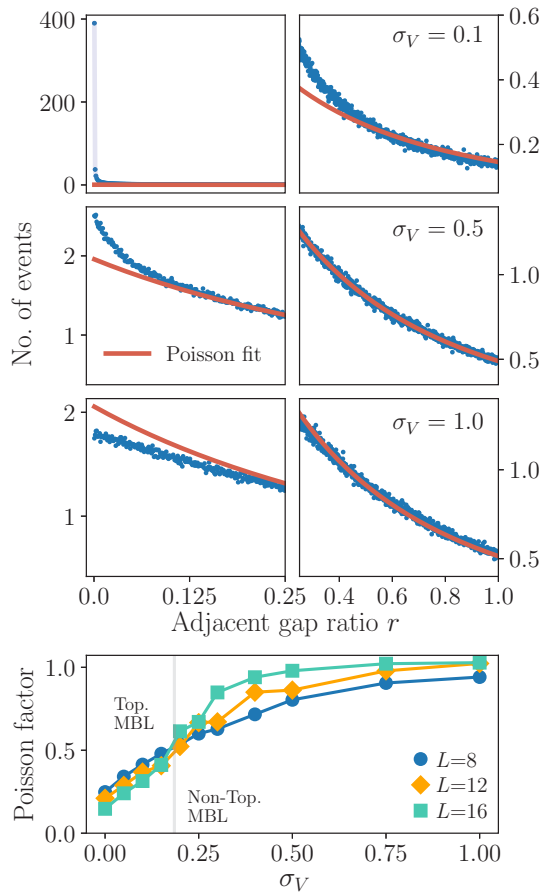 400
200
0
σ_V = 0.1
0.6
0.4
0.2
No. of events
2
1
Poisson fit
σ_V = 0.5
1.0
0.5
2
1
σ_V = 1.0
1.0
0.5
0.0 0.125 0.25 0.4 0.6 0.8 1.0
Adjacent gap ratio r
Poisson factor
1.0
0.5
0.0
Top.
MBL
Non-Top.
MBL
L=8
L=12
L=16
0.00 0.25 0.50 0.75 1.00
σ_V